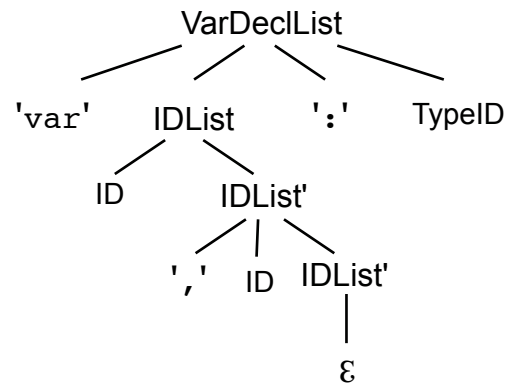 VarDeclList
'var' IDList ':' TypeID
ID IDList'
',' ID IDList'
ε